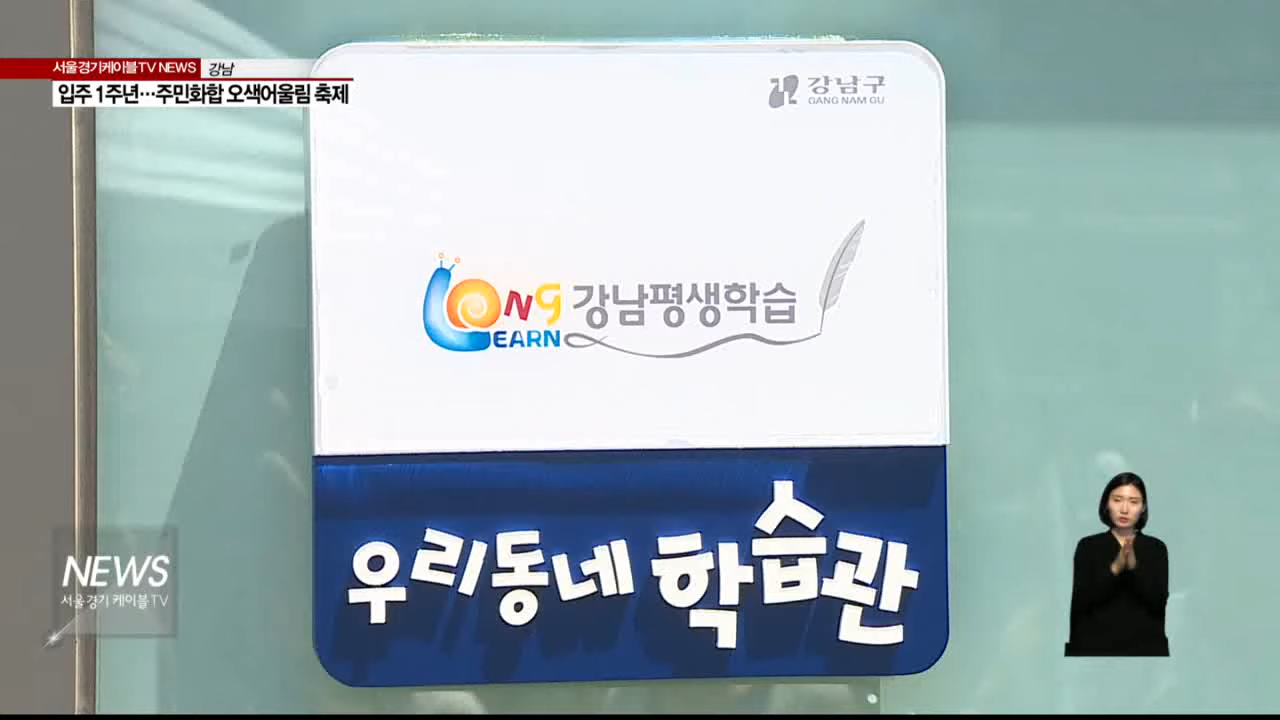 서울경기케이블TV NEWS 강남
입주 1주년…주민화합 오색어울림 축제
강남구
GANG NAM GU
LONG 강남평생학습
LEARN
우리동네 학습관
NEWS
서울경기 케이블TV